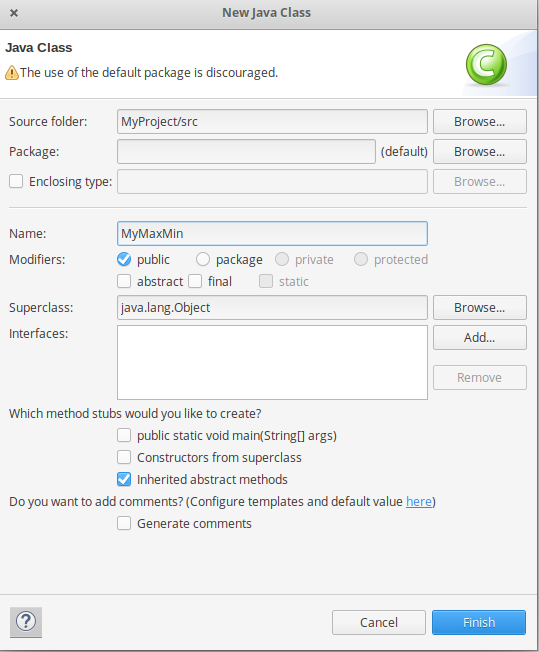 New Java Class
Java Class
The use of the default package is discouraged.
Source folder: MyProject/src Browse...
Package: (default) Browse...
Enclosing type: Browse...
Name: MyMaxMin
Modifiers: public package private protected
abstract final static
Superclass: java.lang.Object Browse...
Interfaces: Add...
Remove
Which method stubs would you like to create?
public static void main(String[] args)
Constructors from superclass
Inherited abstract methods
Do you want to add comments? (Configure templates and default value here)
Generate comments
? Cancel Finish